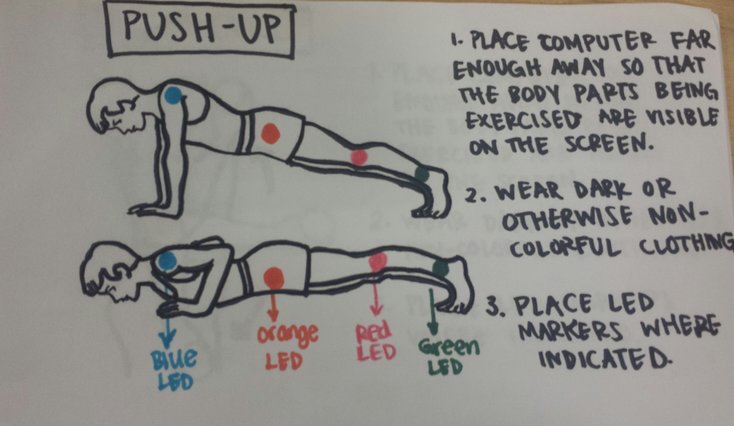 PUSH-UP
1. PLACE COMPUTER FAR
ENOUGH AWAY SO THAT
THE BODY PARTS BEING
EXERCISED ARE VISIBLE
ON THE SCREEN.
2. WEAR DARK OR
OTHERWISE NON-
COLORFUL CLOTHING
3. PLACE LED
MARKERS WHERE
INDICATED.
Blue
LED
orange
LED
Red
LED
Green
LED